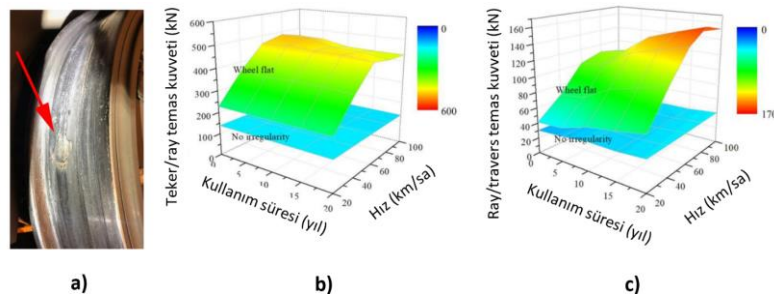 Teker/ray temas kuvveti (kN)
600
500
400
300
200
100
0
Wheel flat
No irregularity
0
5
10
15
20
Kullanım süresi (yıl)
20
40
60
80
100
Hız (km/sa)
0
600
b)
Ray/travers temas kuvveti (kN)
160
140
120
100
80
60
40
20
0
Wheel flat
No irregularity
5
10
15
20
Kullanım süresi (yıl)
20
40
60
80
100
Hız (km/sa)
0
c)
a)